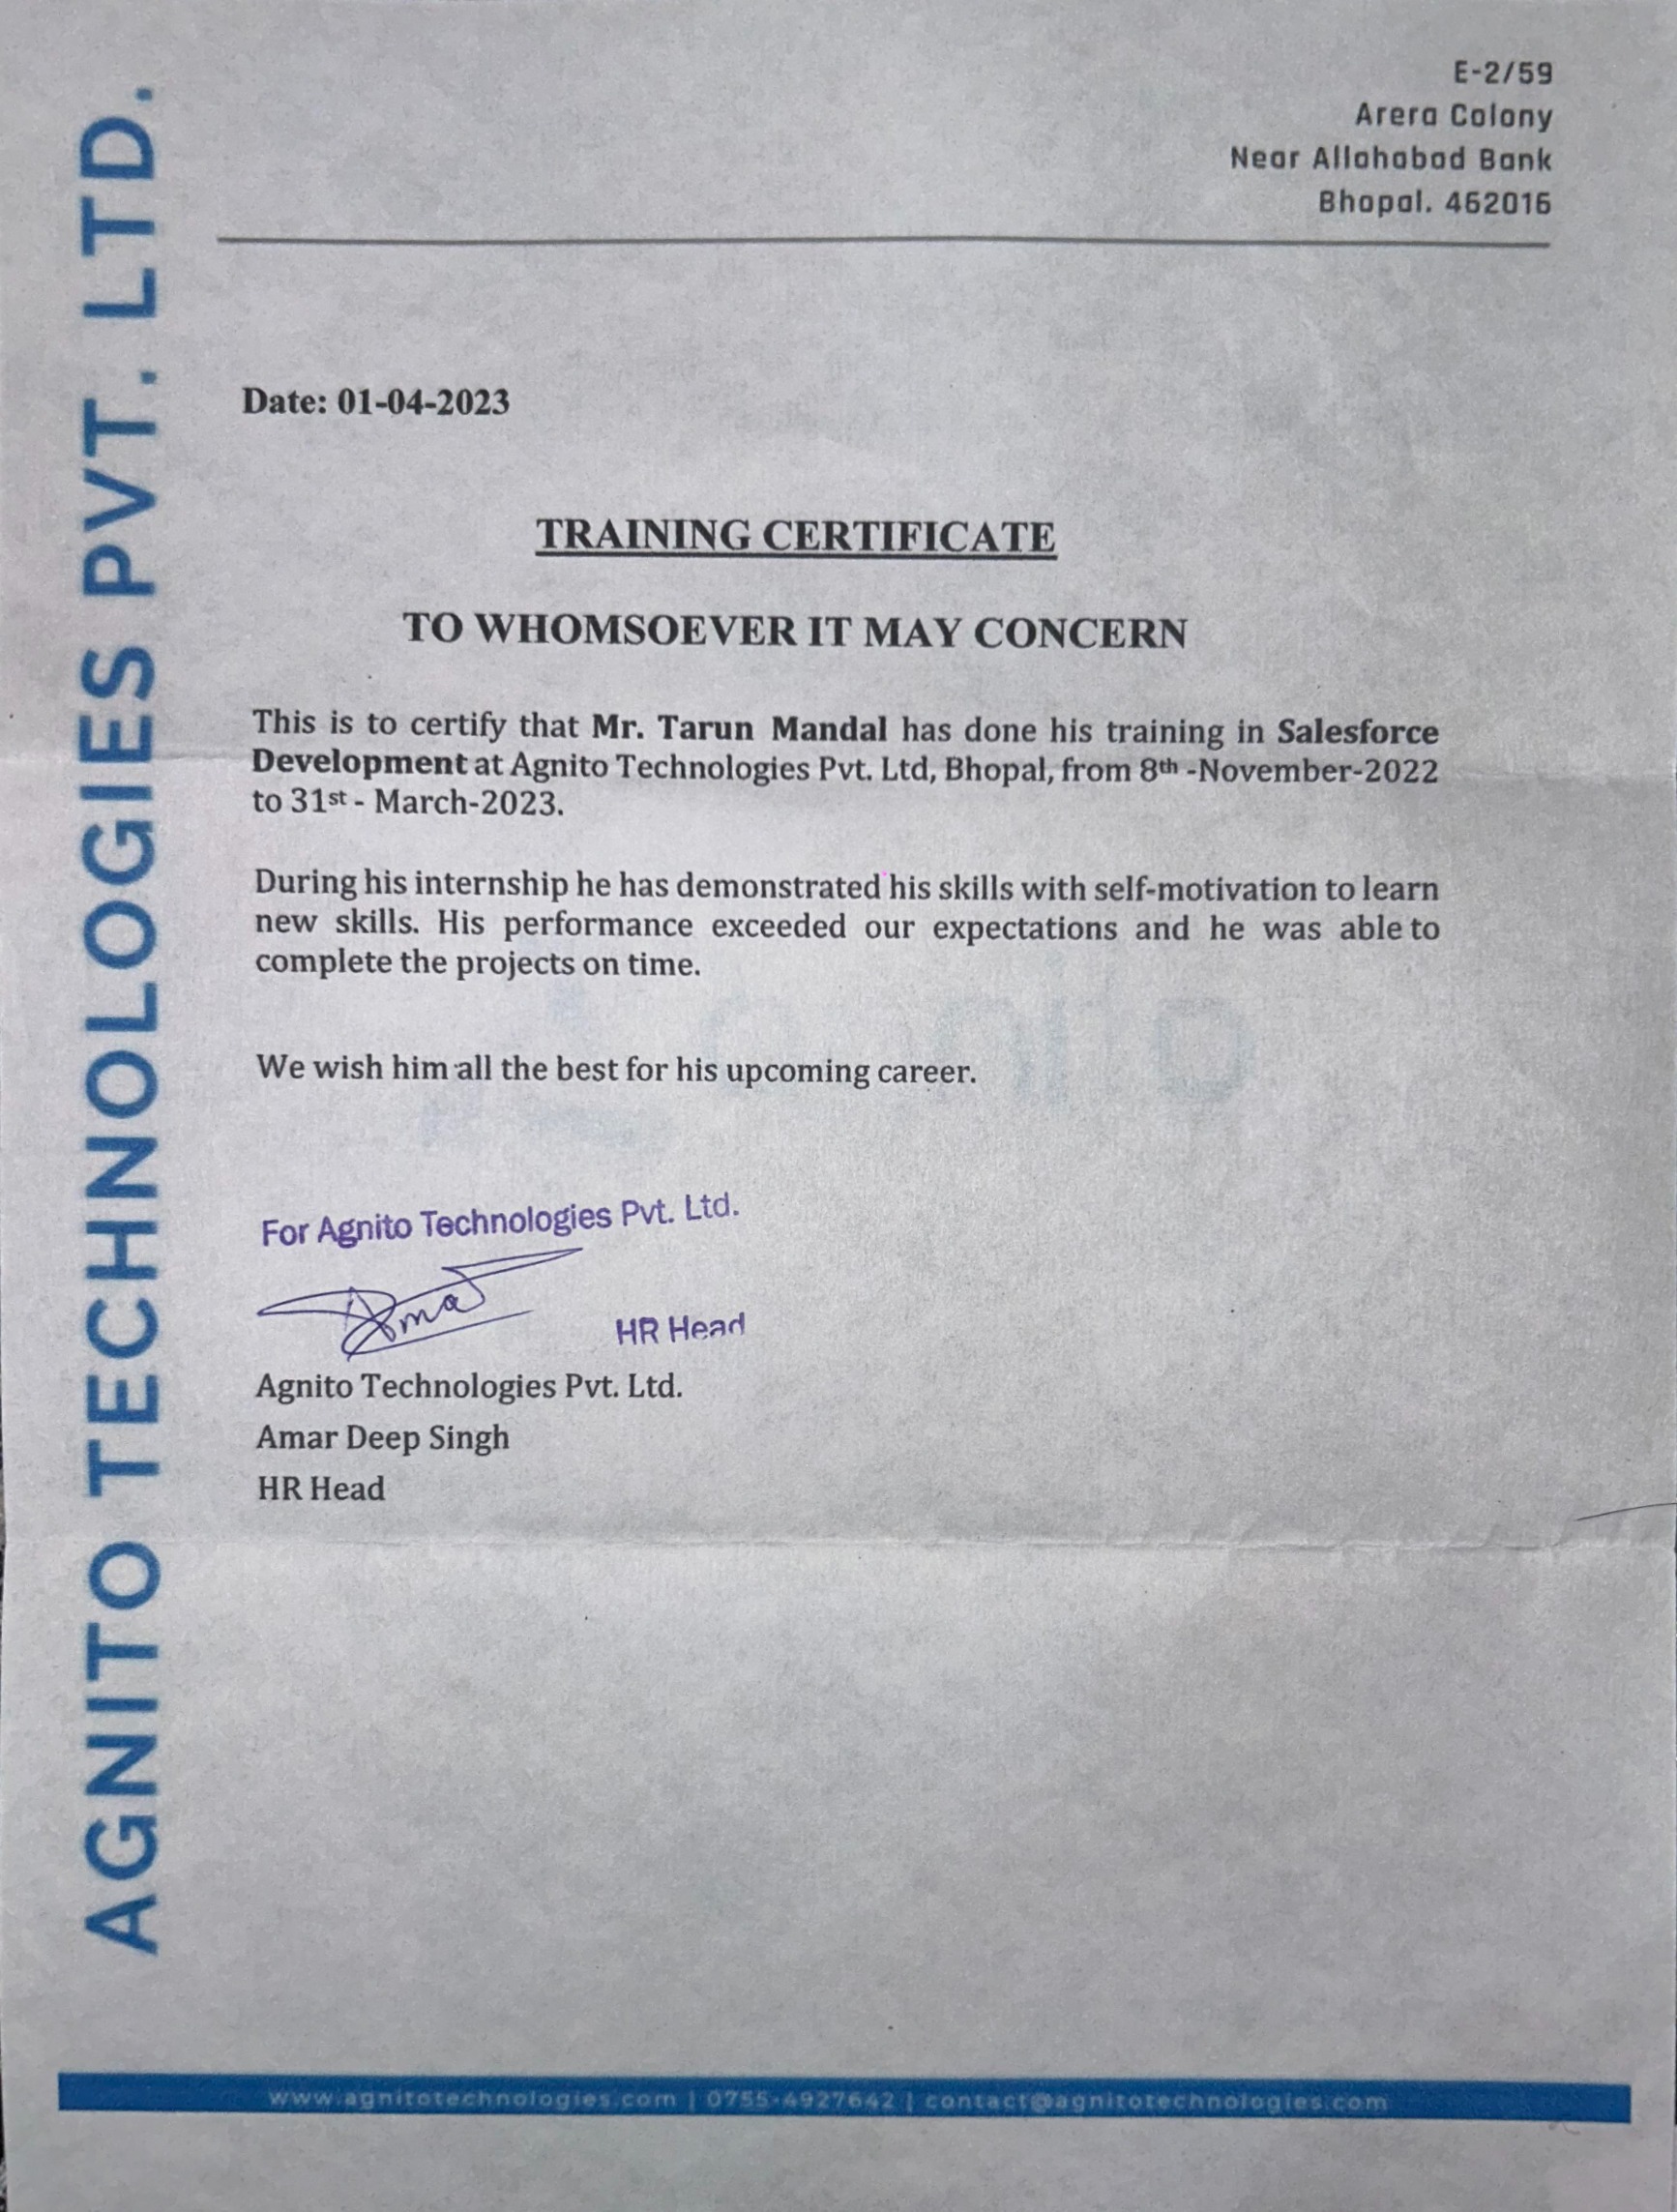 AGNITO TECHNOLOGIES PVT. LTD.
E-2/59
Arera Colony
Near Allahabad Bank
Bhopal. 462016
Date: 01-04-2023
TRAINING CERTIFICATE
TO WHOMSOEVER IT MAY CONCERN
This is to certify that Mr. Tarun Mandal has done his training in Salesforce
Development at Agnito Technologies Pvt. Ltd, Bhopal, from 8th -November-2022
to 31st - March-2023.
During his internship he has demonstrated his skills with self-motivation to learn
new skills. His performance exceeded our expectations and he was able to
complete the projects on time.
We wish him all the best for his upcoming career.
For Agnito Technologies Pvt. Ltd.
HR Head
Agnito Technologies Pvt. Ltd.
Amar Deep Singh
HR Head
www.agnitotechnologies.com | 0755-4927642 | contact@agnitotechnologies.com